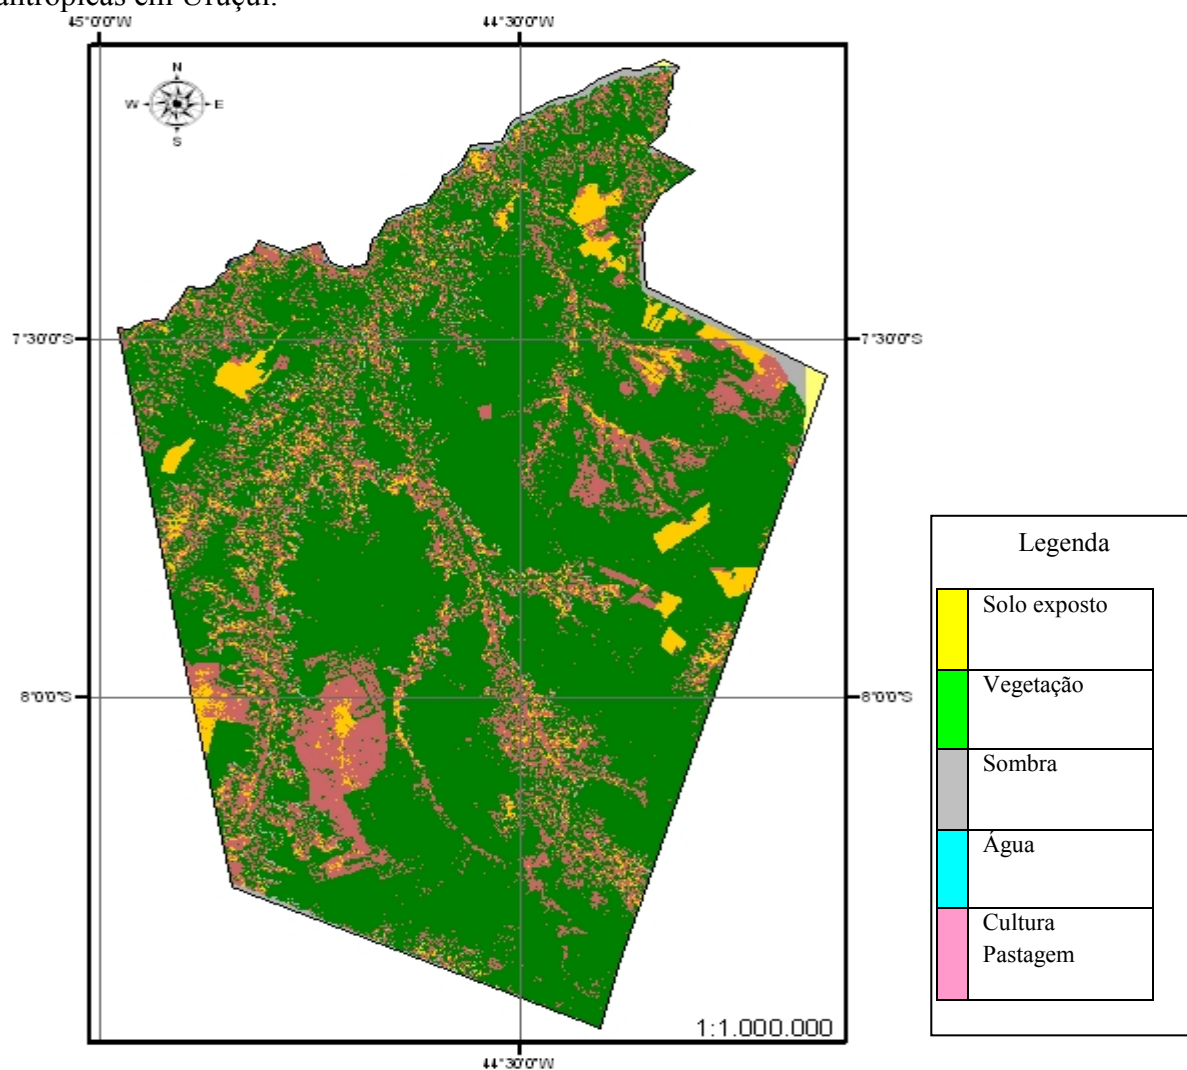 antrópicas em Uruçuí.
45°0'0"W
44°30'0"W
N
W
E
S
7°30'0"S
7°30'0"S
8°0'0"S
8°0'0"S
1:1.000.000
44°30'0"W
Legenda
Solo exposto
Vegetação
Sombra
Água
Cultura
Pastagem